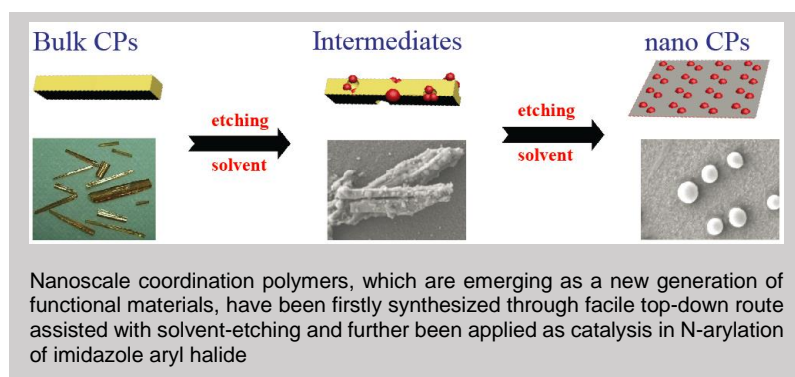 Bulk CPs
Intermediates
nano CPs
etching
solvent
etching
solvent
Nanoscale coordination polymers, which are emerging as a new generation of
functional materials, have been firstly synthesized through facile top-down route
assisted with solvent-etching and further been applied as catalysis in N-arylation
of imidazole aryl halide